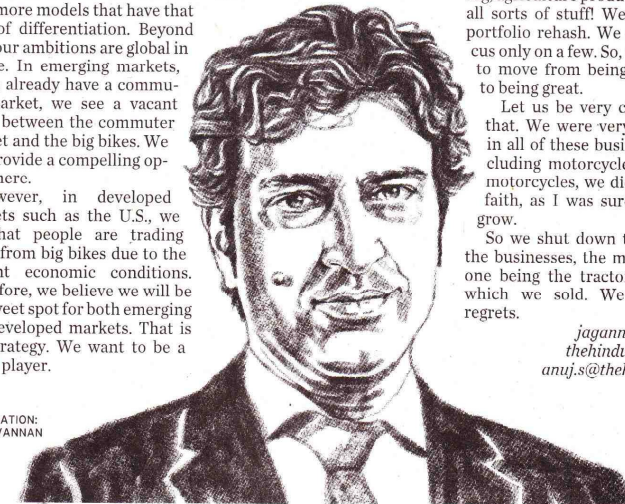 more models that have that
of differentiation. Beyond
our ambitions are global in
e. In emerging markets,
already have a commu-
arket, we see a vacant
between the commuter
et and the big bikes. We
rovide a compelling op-
here.
wever, in developed
ets such as the U.S., we
hat people are trading
from big bikes due to the
nt economic conditions.
fore, we believe we will be
weet spot for both emerging
eveloped markets. That is
rategy. We want to be a
player.
ATION:
VANNAN
all sorts of stuff! We
portfolio rehash. We
cus only on a few. So,
to move from being
to being great.
Let us be very c
that. We were very
in all of these busi
cluding motorcycle
motorcycles, we di
faith, as I was sur
grow.
So we shut down t
the businesses, the m
one being the tracto
which we sold. We
regrets.
jagann
thehindu
anuj.s@thel